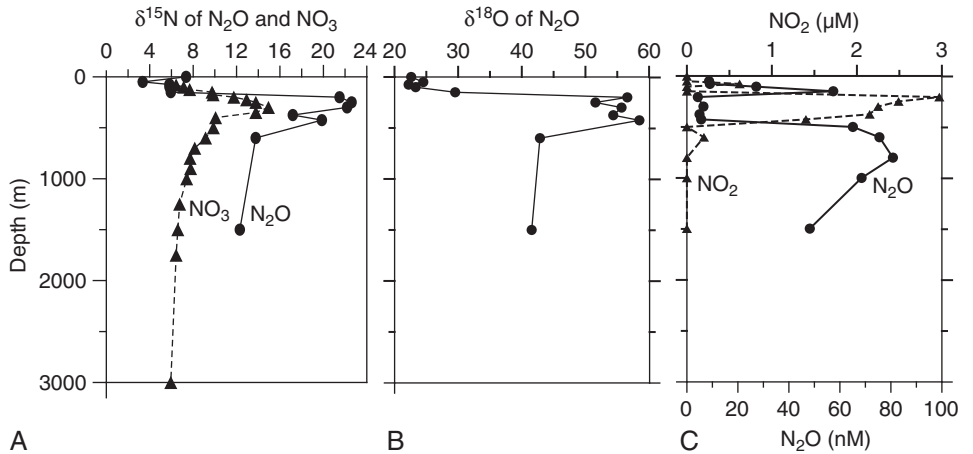 δ¹⁵N of N₂O and NO₃
0 4 8 12 16 20 24
δ¹⁸O of N₂O
20 30 40 50 60
NO₂ (μM)
0 1 2 3
0
1000
2000
3000
Depth (m)
NO₃
N₂O
NO₂
N₂O
0 20 40 60 80 100
N₂O (nM)
A
B
C